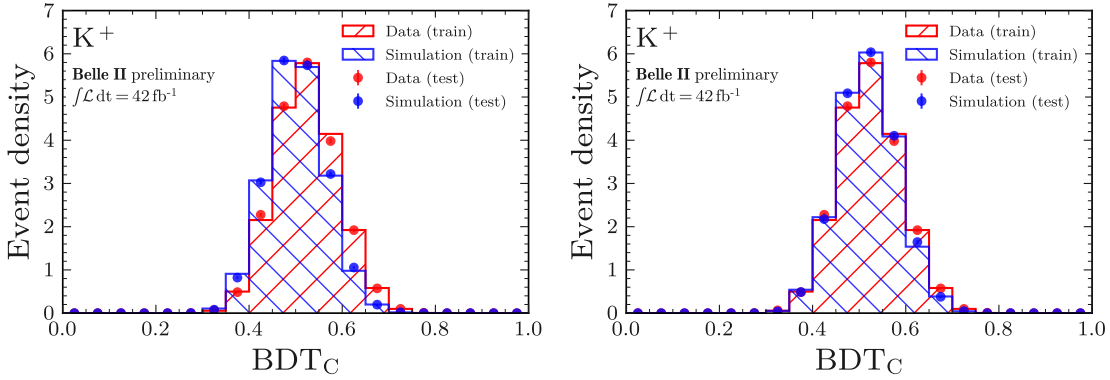 K+
Belle II preliminary
∫ℒ dt = 42 fb-1
Data (train)
Simulation (train)
Data (test)
Simulation (test)
Event density
0
1
2
3
4
5
6
7
0.0 0.2 0.4 0.6 0.8 1.0
BDTC
K+
Belle II preliminary
∫ℒ dt = 42 fb-1
Data (train)
Simulation (train)
Data (test)
Simulation (test)
Event density
0
1
2
3
4
5
6
7
0.0 0.2 0.4 0.6 0.8 1.0
BDTC